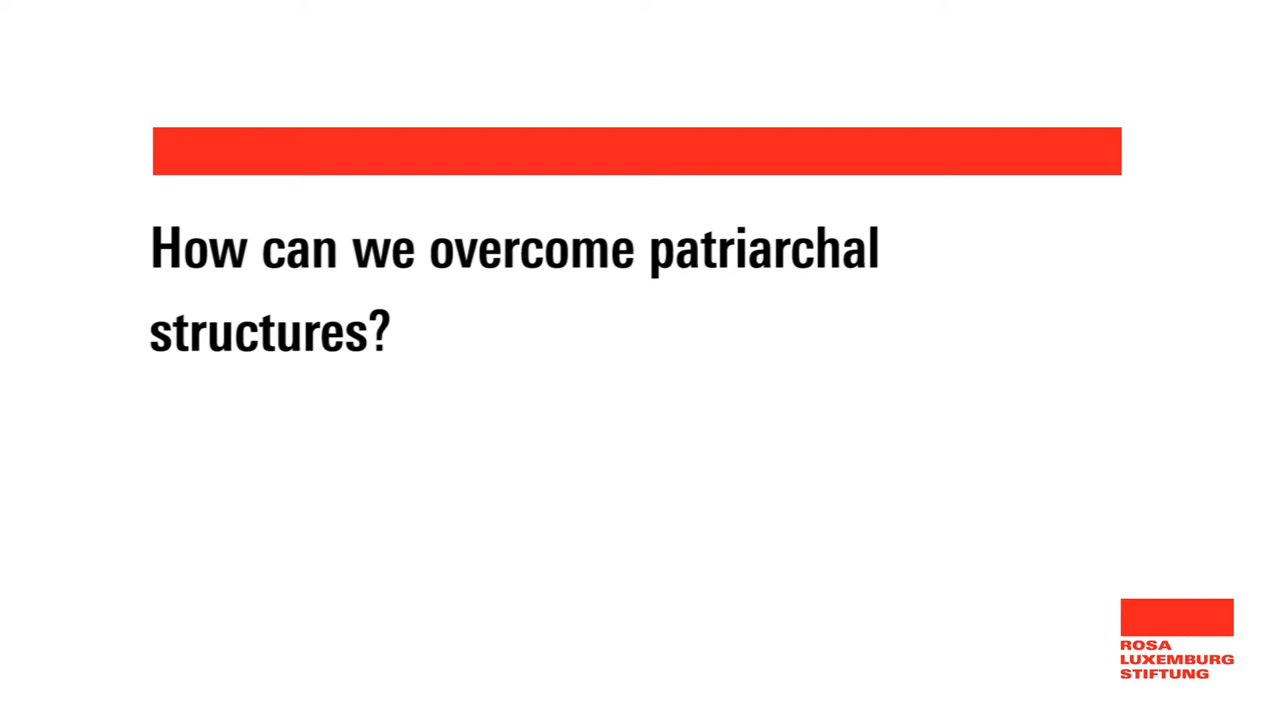 How can we overcome patriarchal
structures?
ROSA
LUXEMBURG
STIFTUNG